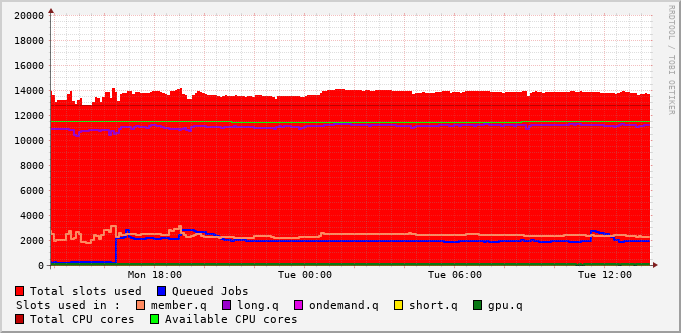 20000
18000
16000
14000
12000
10000
8000
6000
4000
2000
0
Mon 18:00 Tue 00:00 Tue 06:00 Tue 12:00
RRDTOOL / TOBI OETIKER
Total slots used Queued Jobs
Slots used in : member.q long.q ondemand.q short.q gpu.q
Total CPU cores Available CPU cores